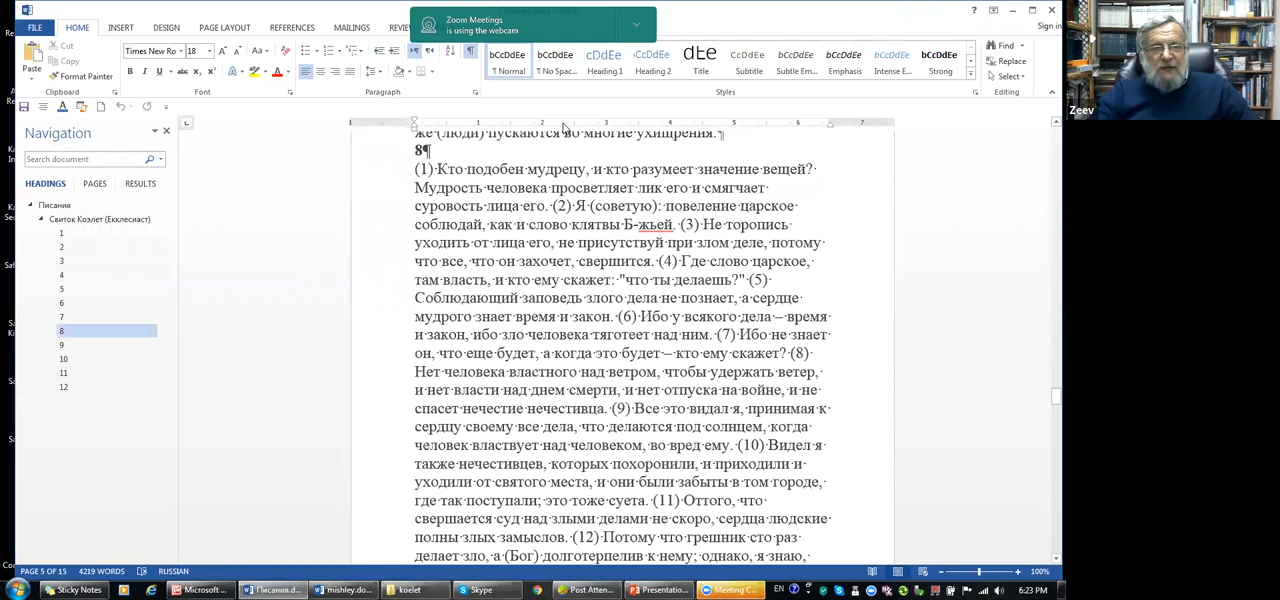 Zoom Meetings
is using the webcam
Sign in
FILE HOME INSERT DESIGN PAGE LAYOUT REFERENCES MAILINGS
Cut
Copy
Format Painter
Paste
Times New Ro 18
Clipboard Font Paragraph Styles Editing
AaBbCcDc
Normal No Spac... Heading 1 Heading 2 Title Subtitle Subtle Em... Emphasis Intense E... Strong
Find
Replace
Select
Zeev
Navigation
Search document
HEADINGS PAGES RESULTS
Писания
Свиток Коэлет (Екклесиаст)
1
2
3
4
5
6
7
8
9
10
11
12
же (люди) пускаются во многие ухищрения.¶
8¶
(1) Кто подобен мудрецу, и кто разумеет значение вещей?
Мудрость человека просветляет лик его и смягчает
суровость лица его. (2) Я (советую): повеление царское
соблюдай, как и слово клятвы Б-жьей. (3) Не торопись
уходить от лица его, не присутствуй при злом деле, потому
что все, что он захочет, свершится. (4) Где слово царское,
там власть, и кто ему скажет: "что ты делаешь?" (5)
Соблюдающий заповедь злого дела не познает, а сердце
мудрого знает время и закон. (6) Ибо у всякого дела – время
и закон, ибо зло человека тяготеет над ним. (7) Ибо не знает
он, что еще будет, а когда это будет – кто ему скажет? (8)
Нет человека властного над ветром, чтобы удержать ветер,
и нет власти над днем смерти, и нет отпуска на войне, и не
спасет нечестие нечестивца. (9) Все это видал я, принимая к
сердцу своему все дела, что делаются под солнцем, когда
человек властвует над человеком, во вред ему. (10) Видел я
также нечестивцев, которых похоронили, и приходили и
уходили от святого места, и они были забыты в том городе,
где так поступали; это тоже суета. (11) Оттого, что
свершается суд над злыми делами не скоро, сердца людские
полны злых замыслов. (12) Потому что грешник сто раз
делает зло, а (Бог) долготерпелив к нему; однако, я знаю,
PAGE 5 OF 15 4219 WORDS RUSSIAN 100%
Sticky Notes Microsoft ... Писания.do... mishley.do... koelet Skype Post Atten... Presentatio... Meeting C... EN 6:23 PM